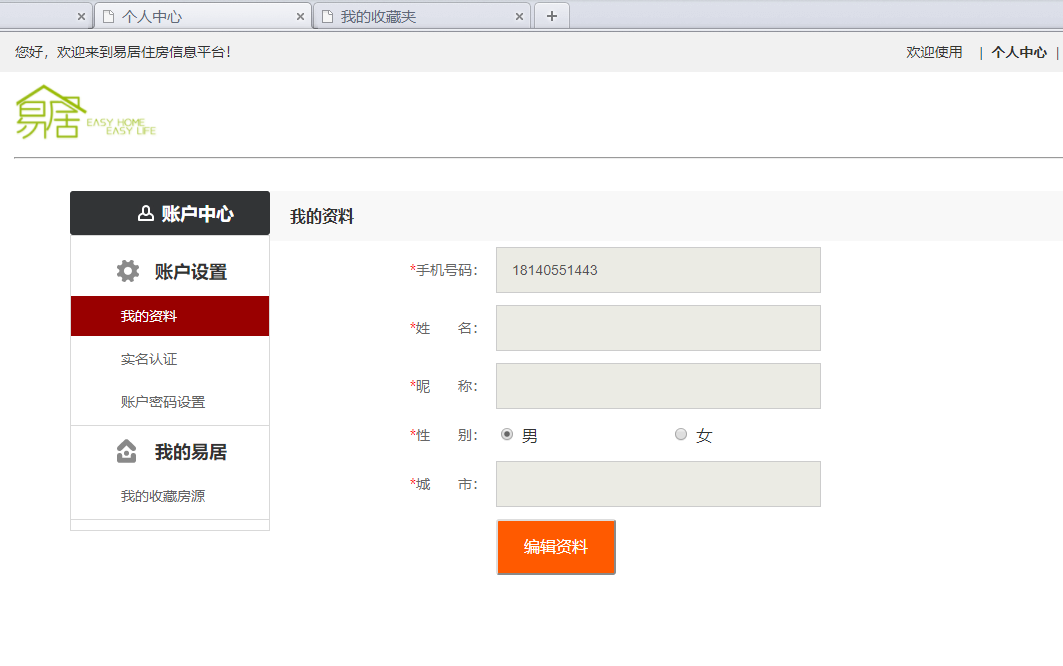 个人中心
我的收藏夹
您好，欢迎来到易居住房信息平台！
欢迎使用 | 个人中心 |
易居 EASY HOME
EASY LIFE
账户中心
账户设置
我的资料
实名认证
账户密码设置
我的易居
我的收藏房源
我的资料
*手机号码： 18140551443
*姓 名：
*昵 称：
*性 别： 男 女
*城 市：
编辑资料